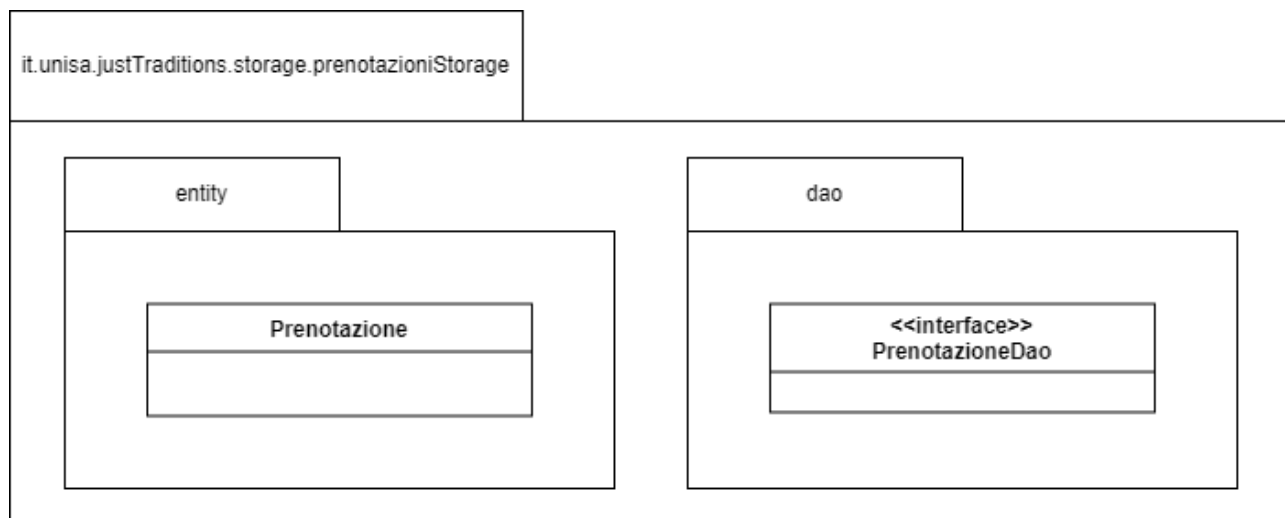 it.unisa.justTraditions.storage.prenotazioniStorage
entity
dao
Prenotazione
<<interface>>
PrenotazioneDao